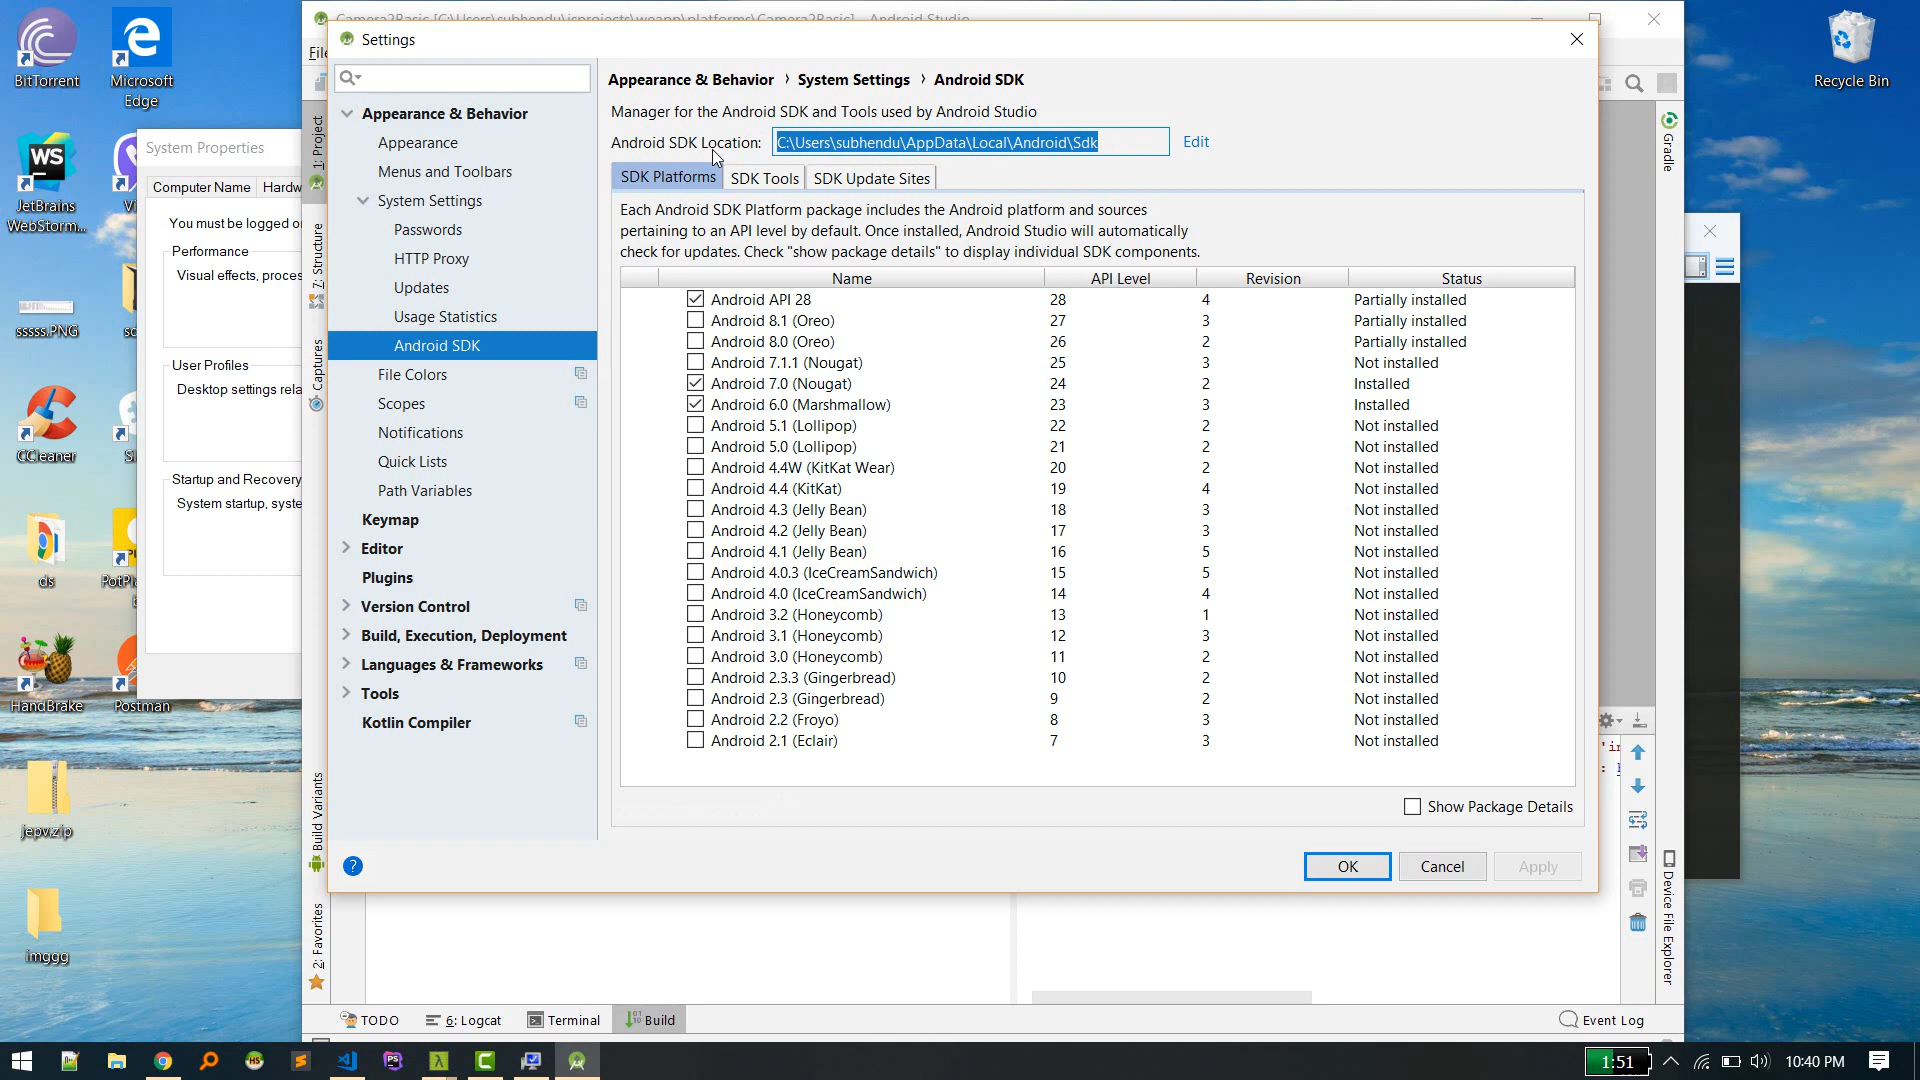 Camera2Basic [C:\Users\subhendu\jsprojects\weapp\platforms\Camera2Basic] - Android Studio
BitTorrent
Microsoft
Edge
JetBrains
WebStorm...
sssss.PNG
CCleaner
ds
HandBrake
Postman
jepv.zip
imggg
Recycle Bin
System Properties
Computer Name
Hardw
You must be logged o
Performance
Visual effects, proces
User Profiles
Desktop settings rela
Startup and Recovery
System startup, syste
File
1: Project
Z: Structure
Captures
Build Variants
2: Favorites
Settings
Appearance & Behavior
Appearance
Menus and Toolbars
System Settings
Passwords
HTTP Proxy
Updates
Usage Statistics
Android SDK
File Colors
Scopes
Notifications
Quick Lists
Path Variables
Keymap
Editor
Plugins
Version Control
Build, Execution, Deployment
Languages & Frameworks
Tools
Kotlin Compiler
?
Appearance & Behavior › System Settings › Android SDK
Manager for the Android SDK and Tools used by Android Studio
Android SDK Location: C:\Users\subhendu\AppData\Local\Android\Sdk Edit
SDK Platforms SDK Tools SDK Update Sites
Each Android SDK Platform package includes the Android platform and sources
pertaining to an API level by default. Once installed, Android Studio will automatically
check for updates. Check "show package details" to display individual SDK components.
Name API Level Revision Status
Android API 28 28 4 Partially installed
Android 8.1 (Oreo) 27 3 Partially installed
Android 8.0 (Oreo) 26 2 Partially installed
Android 7.1.1 (Nougat) 25 3 Not installed
Android 7.0 (Nougat) 24 2 Installed
Android 6.0 (Marshmallow) 23 3 Installed
Android 5.1 (Lollipop) 22 2 Not installed
Android 5.0 (Lollipop) 21 2 Not installed
Android 4.4W (KitKat Wear) 20 2 Not installed
Android 4.4 (KitKat) 19 4 Not installed
Android 4.3 (Jelly Bean) 18 3 Not installed
Android 4.2 (Jelly Bean) 17 3 Not installed
Android 4.1 (Jelly Bean) 16 5 Not installed
Android 4.0.3 (IceCreamSandwich) 15 5 Not installed
Android 4.0 (IceCreamSandwich) 14 4 Not installed
Android 3.2 (Honeycomb) 13 1 Not installed
Android 3.1 (Honeycomb) 12 3 Not installed
Android 3.0 (Honeycomb) 11 2 Not installed
Android 2.3.3 (Gingerbread) 10 2 Not installed
Android 2.3 (Gingerbread) 9 2 Not installed
Android 2.2 (Froyo) 8 3 Not installed
Android 2.1 (Eclair) 7 3 Not installed
Show Package Details
OK Cancel Apply
Gradle
Device File Explorer
TODO 6: Logcat Terminal Build Event Log
1:51 10:40 PM